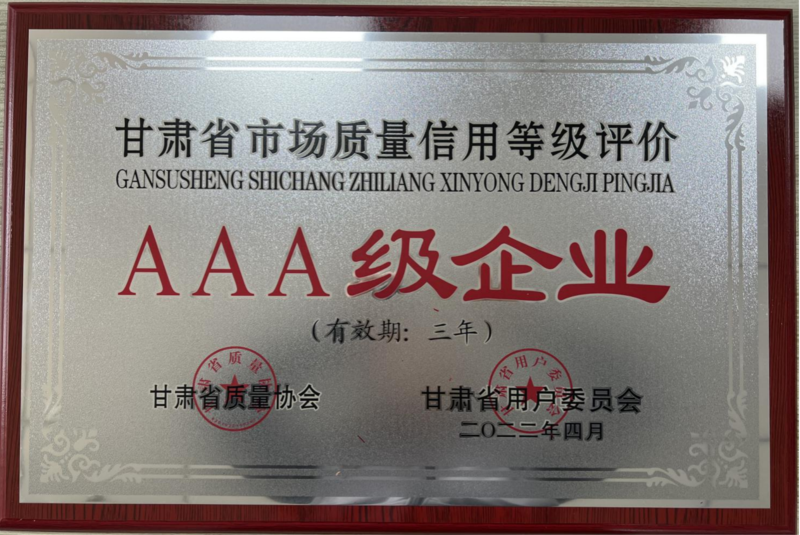 甘肃省市场质量信用等级评价
GANSUSHENG SHICHANG ZHILIANG XINYONG DENGJI PINGJIA
AAA级企业
（有效期：三年）
甘肃省质量协会
甘肃省用户委员会
二〇二二年四月